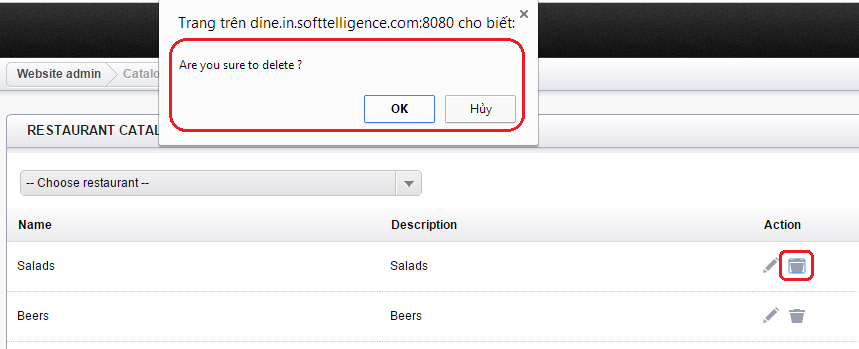 Trang trên dine.in.softtelligence.com:8080 cho biết:
Are you sure to delete ?
OK Hủy
Website admin Catalo
RESTAURANT CATAL
-- Choose restaurant --
Name Description Action
Salads Salads
Beers Beers